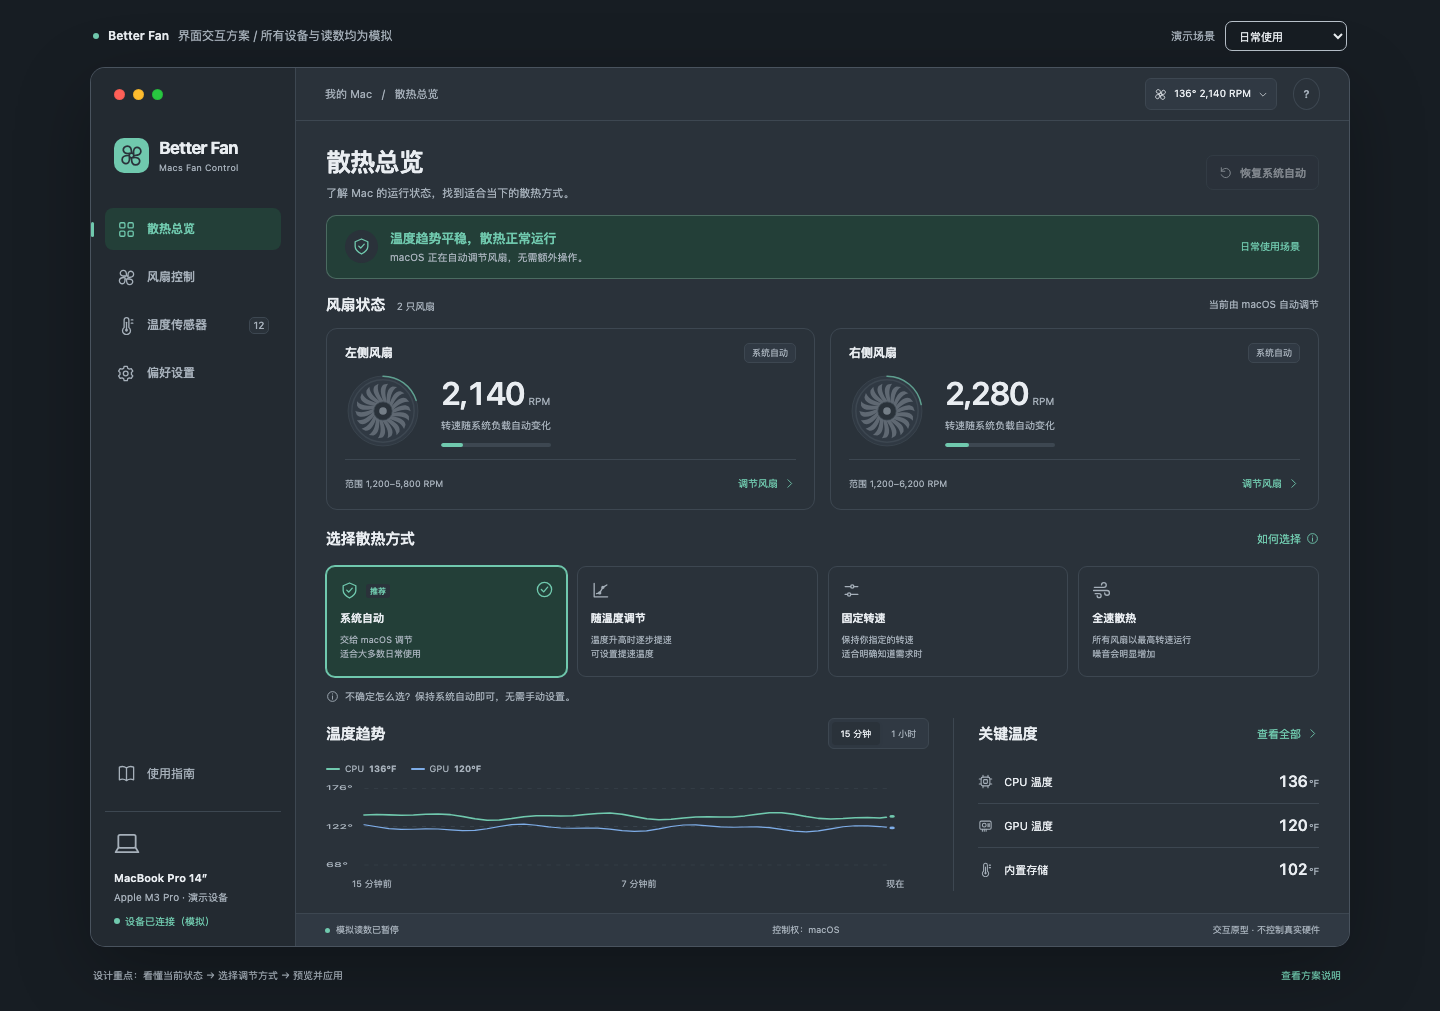 Better Fan 界面交互方案 / 所有设备与读数均为模拟
演示场景 日常使用
我的 Mac / 散热总览
136° 2,140 RPM
?
Better Fan
Macs Fan Control
散热总览
风扇控制
温度传感器 12
偏好设置
使用指南
MacBook Pro 14″
Apple M3 Pro · 演示设备
设备已连接（模拟）
散热总览
了解 Mac 的运行状态，找到适合当下的散热方式。
恢复系统自动
温度趋势平稳，散热正常运行
macOS 正在自动调节风扇，无需额外操作。
日常使用场景
风扇状态 2 只风扇
当前由 macOS 自动调节
左侧风扇 系统自动
2,140 RPM
转速随系统负载自动变化
范围 1,200–5,800 RPM 调节风扇
右侧风扇 系统自动
2,280 RPM
转速随系统负载自动变化
范围 1,200–6,200 RPM 调节风扇
选择散热方式
如何选择
推荐
系统自动
交给 macOS 调节
适合大多数日常使用
随温度调节
温度升高时逐步提速
可设置提速温度
固定转速
保持你指定的转速
适合明确知道需求时
全速散热
所有风扇以最高转速运行
噪音会明显增加
不确定怎么选？保持系统自动即可，无需手动设置。
温度趋势
15 分钟 1 小时
CPU 136°F GPU 120°F
176°
122°
68°
15 分钟前 7 分钟前 现在
关键温度 查看全部
CPU 温度 136 °F
GPU 温度 120 °F
内置存储 102 °F
模拟读数已暂停
控制权：macOS
交互原型 · 不控制真实硬件
设计重点：看懂当前状态 → 选择调节方式 → 预览并应用
查看方案说明